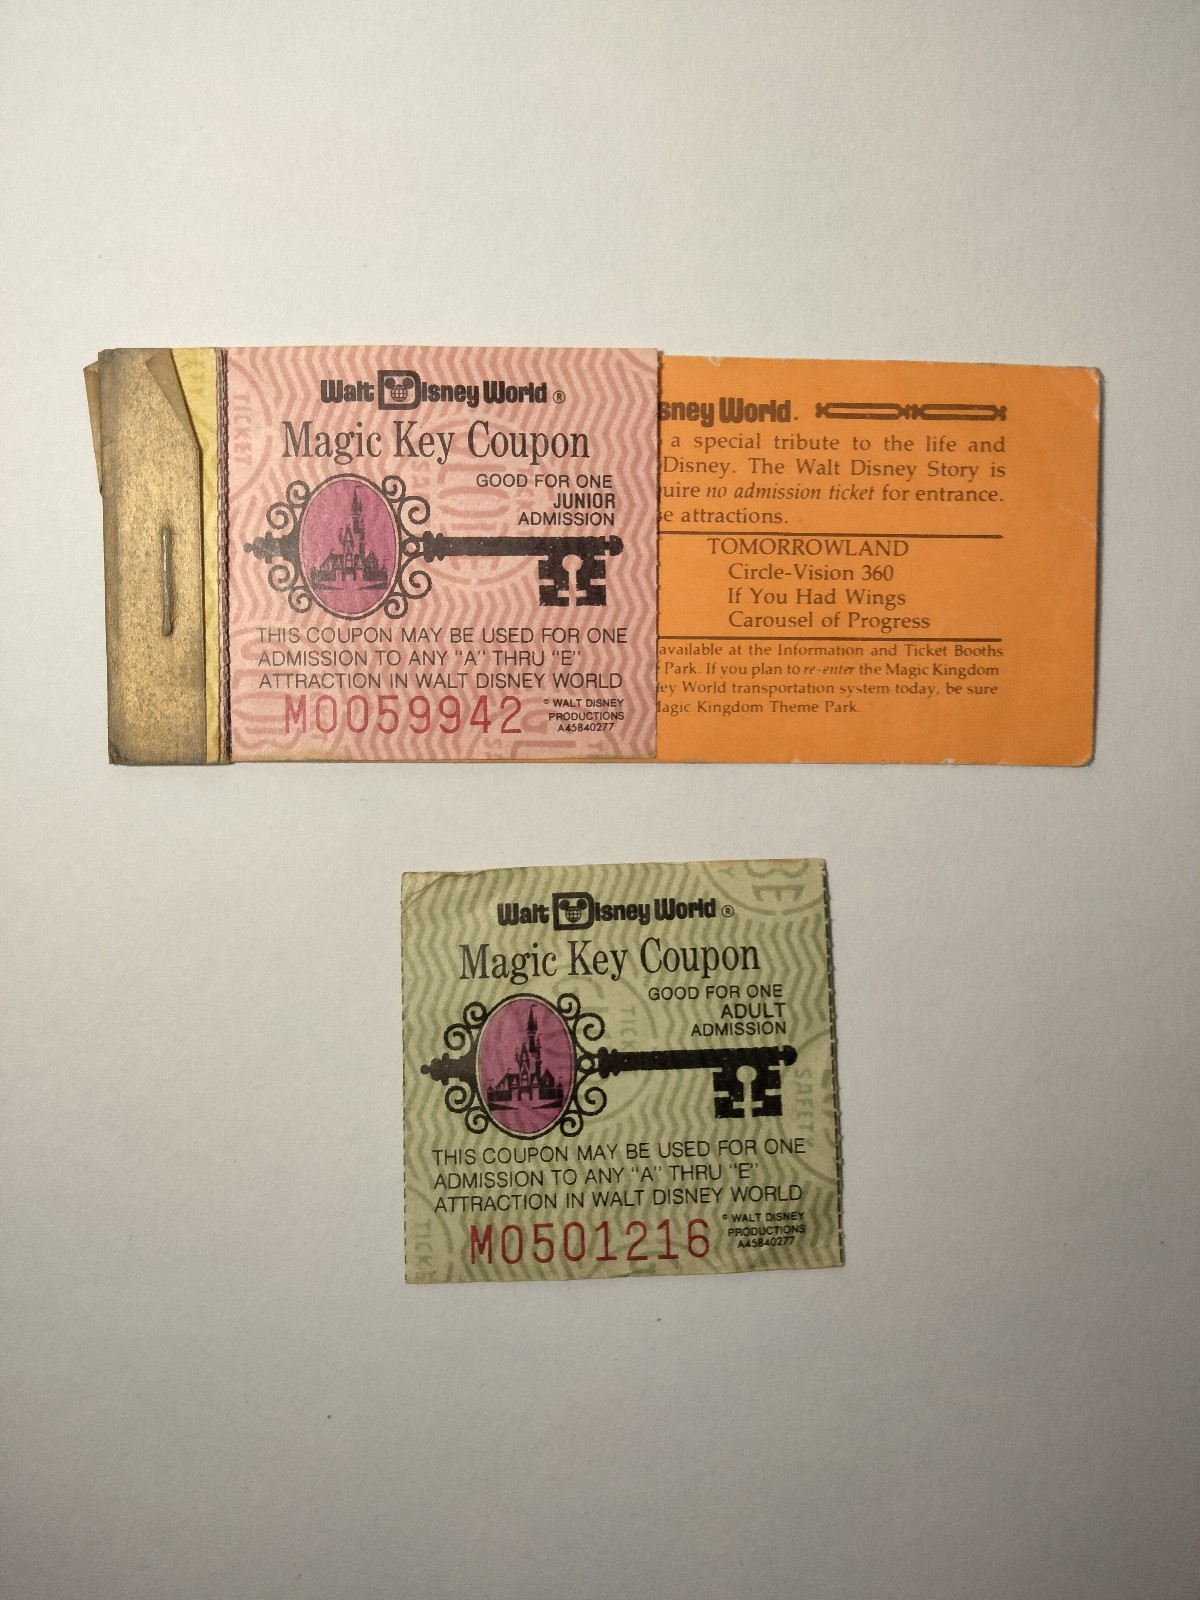 Walt Disney World ®
Magic Key Coupon
GOOD FOR ONE
JUNIOR
ADMISSION
THIS COUPON MAY BE USED FOR ONE
ADMISSION TO ANY "A" THRU "E"
ATTRACTION IN WALT DISNEY WORLD
M0059942
© WALT DISNEY
PRODUCTIONS
A45840277
TICKET
sney World.
a special tribute to the life and
Disney. The Walt Disney Story is
uire no admission ticket for entrance.
se attractions.
TOMORROWLAND
Circle-Vision 360
If You Had Wings
Carousel of Progress
available at the Information and Ticket Booths
Park. If you plan to re-enter the Magic Kingdom
ey World transportation system today, be sure
Magic Kingdom Theme Park.
Walt Disney World ®
Magic Key Coupon
GOOD FOR ONE
ADULT
ADMISSION
THIS COUPON MAY BE USED FOR ONE
ADMISSION TO ANY "A" THRU "E"
ATTRACTION IN WALT DISNEY WORLD
M0501216
© WALT DISNEY
PRODUCTIONS
A45840277
SAFETY